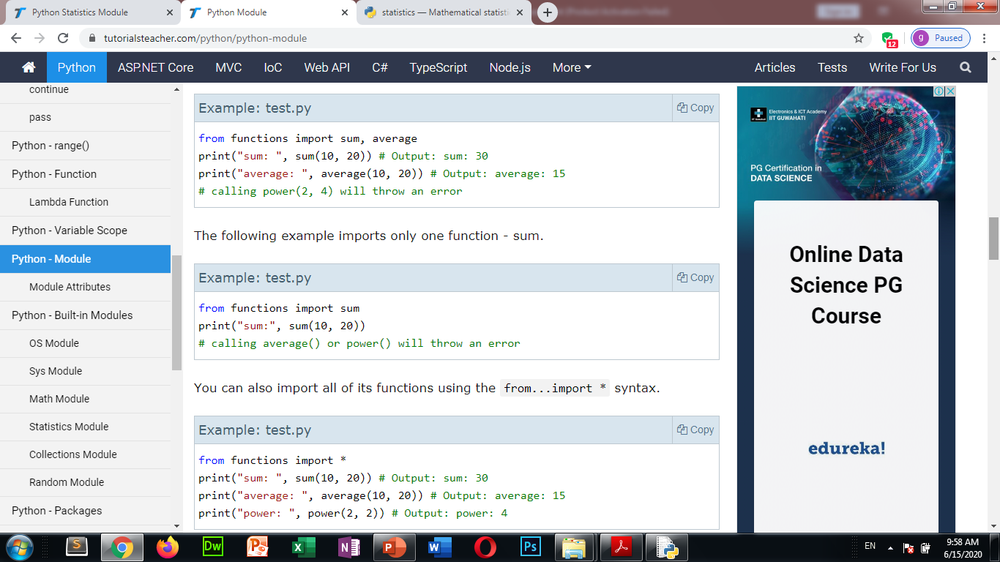 Python Statistics Module
Python Module
statistics — Mathematical statisti
tutorialsteacher.com/python/python-module
12
g
Paused
Python
ASP.NET Core
MVC
IoC
Web API
C#
TypeScript
Node.js
More
Articles
Tests
Write For Us
continue
pass
Python - range()
Python - Function
Lambda Function
Python - Variable Scope
Python - Module
Module Attributes
Python - Built-in Modules
OS Module
Sys Module
Math Module
Statistics Module
Collections Module
Random Module
Python - Packages
Example: test.py
Copy
from functions import sum, average
print("sum: ", sum(10, 20)) # Output: sum: 30
print("average: ", average(10, 20)) # Output: average: 15
# calling power(2, 4) will throw an error
The following example imports only one function - sum.
Example: test.py
Copy
from functions import sum
print("sum:", sum(10, 20))
# calling average() or power() will throw an error
You can also import all of its functions using the from...import * syntax.
Example: test.py
Copy
from functions import *
print("sum: ", sum(10, 20)) # Output: sum: 30
print("average: ", average(10, 20)) # Output: average: 15
print("power: ", power(2, 2)) # Output: power: 4
Electronics & ICT Academy
IIT GUWAHATI
PG Certification in
DATA SCIENCE
Online Data
Science PG
Course
edureka!
EN
9:58 AM
6/15/2020